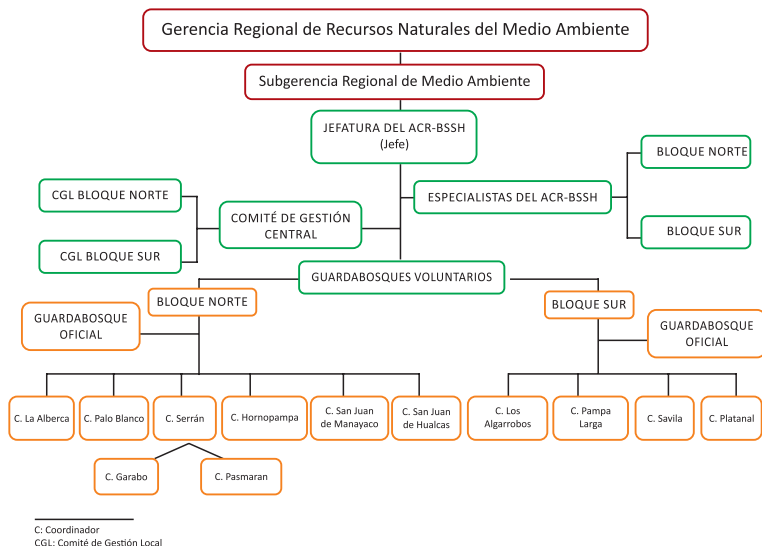 Gerencia Regional de Recursos Naturales del Medio Ambiente
Subgerencia Regional de Medio Ambiente
JEFATURA DEL ACR-BSSH
(Jefe)
BLOQUE NORTE
ESPECIALISTAS DEL ACR-BSSH
BLOQUE SUR
CGL BLOQUE NORTE
COMITÉ DE GESTIÓN
CENTRAL
CGL BLOQUE SUR
GUARDABOSQUES VOLUNTARIOS
BLOQUE NORTE
BLOQUE SUR
GUARDABOSQUE
OFICIAL
GUARDABOSQUE
OFICIAL
C. La Alberca
C. Palo Blanco
C. Serrán
C. Hornopampa
C. San Juan
de Manayaco
C. San Juan
de Hualcas
C. Los
Algarrobos
C. Pampa
Larga
C. Savila
C. Platanal
C. Garabo
C. Pasmaran
C: Coordinador
CGL: Comité de Gestión Local